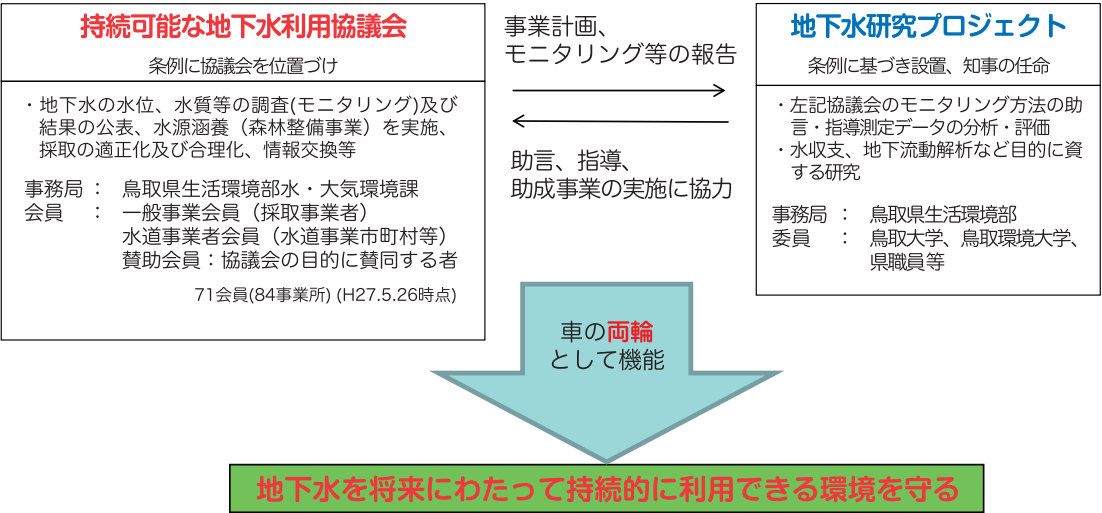 持続可能な地下水利用協議会
条例に協議会を位置づけ
・地下水の水位、水質等の調査(モニタリング)及び
結果の公表、水源涵養（森林整備事業）を実施、
採取の適正化及び合理化、情報交換等
事務局 ： 鳥取県生活環境部水・大気環境課
会員 ： 一般事業会員（採取事業者）
水道事業者会員（水道事業市町村等）
賛助会員：協議会の目的に賛同する者
71会員(84事業所) (H27.5.26時点)
事業計画、
モニタリング等の報告
助言、指導、
助成事業の実施に協力
地下水研究プロジェクト
条例に基づき設置、知事の任命
・左記協議会のモニタリング方法の助
言・指導測定データの分析・評価
・水収支、地下流動解析など目的に資
する研究
事務局 ： 鳥取県生活環境部
委員 ： 鳥取大学、鳥取環境大学、
県職員等
車の両輪
として機能
地下水を将来にわたって持続的に利用できる環境を守る